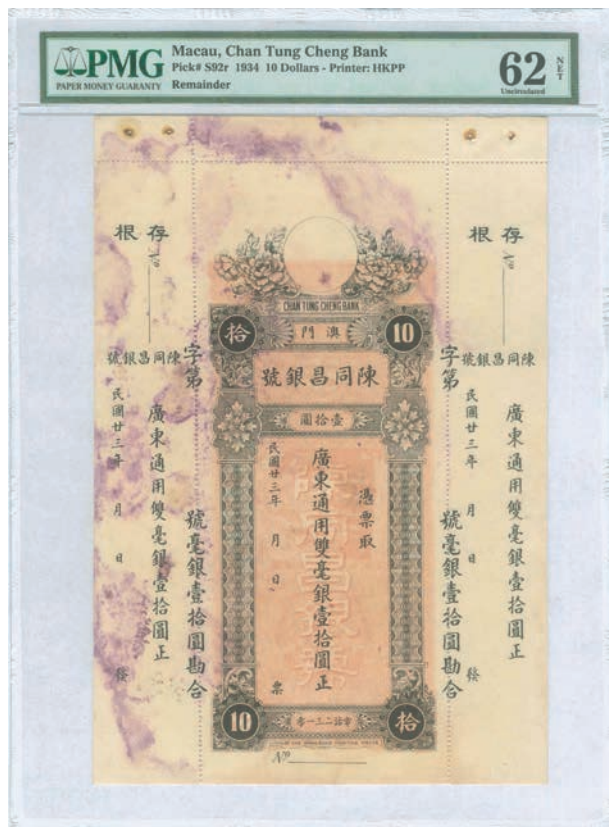 PMG
PAPER MONEY GUARANTY
Macau, Chan Tung Cheng Bank
Pick# S92r 1934 10 Dollars - Printer: HKPP
Remainder
62 NET
Uncirculated
存根
№
陳同昌銀號
廣東通用雙毫銀壹拾圓正
民國廿三年 月 日
發
字第 號毫銀壹拾圓勘合
CHAN TUNG CHENG BANK
拾 澳門 10
陳同昌銀號
壹拾圓
憑票取
廣東通用雙毫銀壹拾圓正
民國廿三年 月 日
票
10 拾
№
字第 號毫銀壹拾圓勘合
存根
№
陳同昌銀號
廣東通用雙毫銀壹拾圓正
民國廿三年 月 日
發